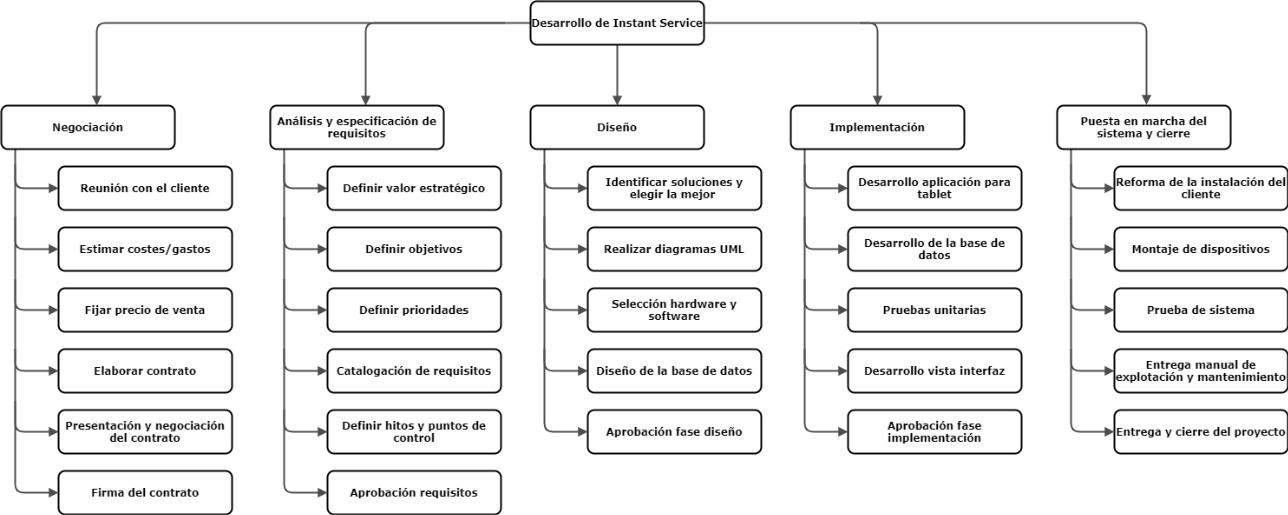 Desarrollo de Instant Service
Negociación
Reunión con el cliente
Estimar costes/gastos
Fijar precio de venta
Elaborar contrato
Presentación y negociación
del contrato
Firma del contrato
Análisis y especificación de
requisitos
Definir valor estratégico
Definir objetivos
Definir prioridades
Catalogación de requisitos
Definir hitos y puntos de
control
Aprobación requisitos
Diseño
Identificar soluciones y
elegir la mejor
Realizar diagramas UML
Selección hardware y
software
Diseño de la base de datos
Aprobación fase diseño
Implementación
Desarrollo aplicación para
tablet
Desarrollo de la base de
datos
Pruebas unitarias
Desarrollo vista interfaz
Aprobación fase
implementación
Puesta en marcha del
sistema y cierre
Reforma de la instalación del
cliente
Montaje de dispositivos
Prueba de sistema
Entrega manual de
explotación y mantenimiento
Entrega y cierre del proyecto